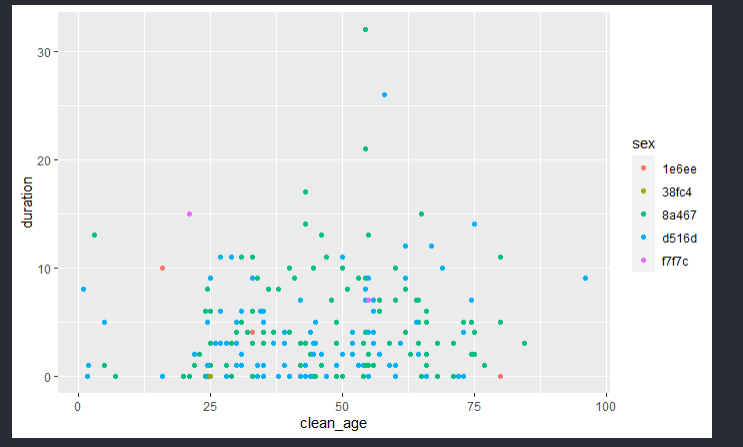 30
20
10
0
duration
0
25
50
75
100
clean_age
sex
1e6ee
38fc4
8a467
d516d
f7f7c